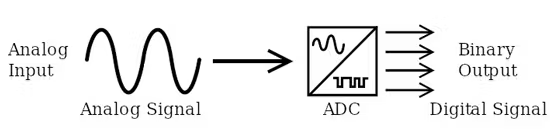 Analog
Input
Analog Signal
ADC
Binary
Output
Digital Signal